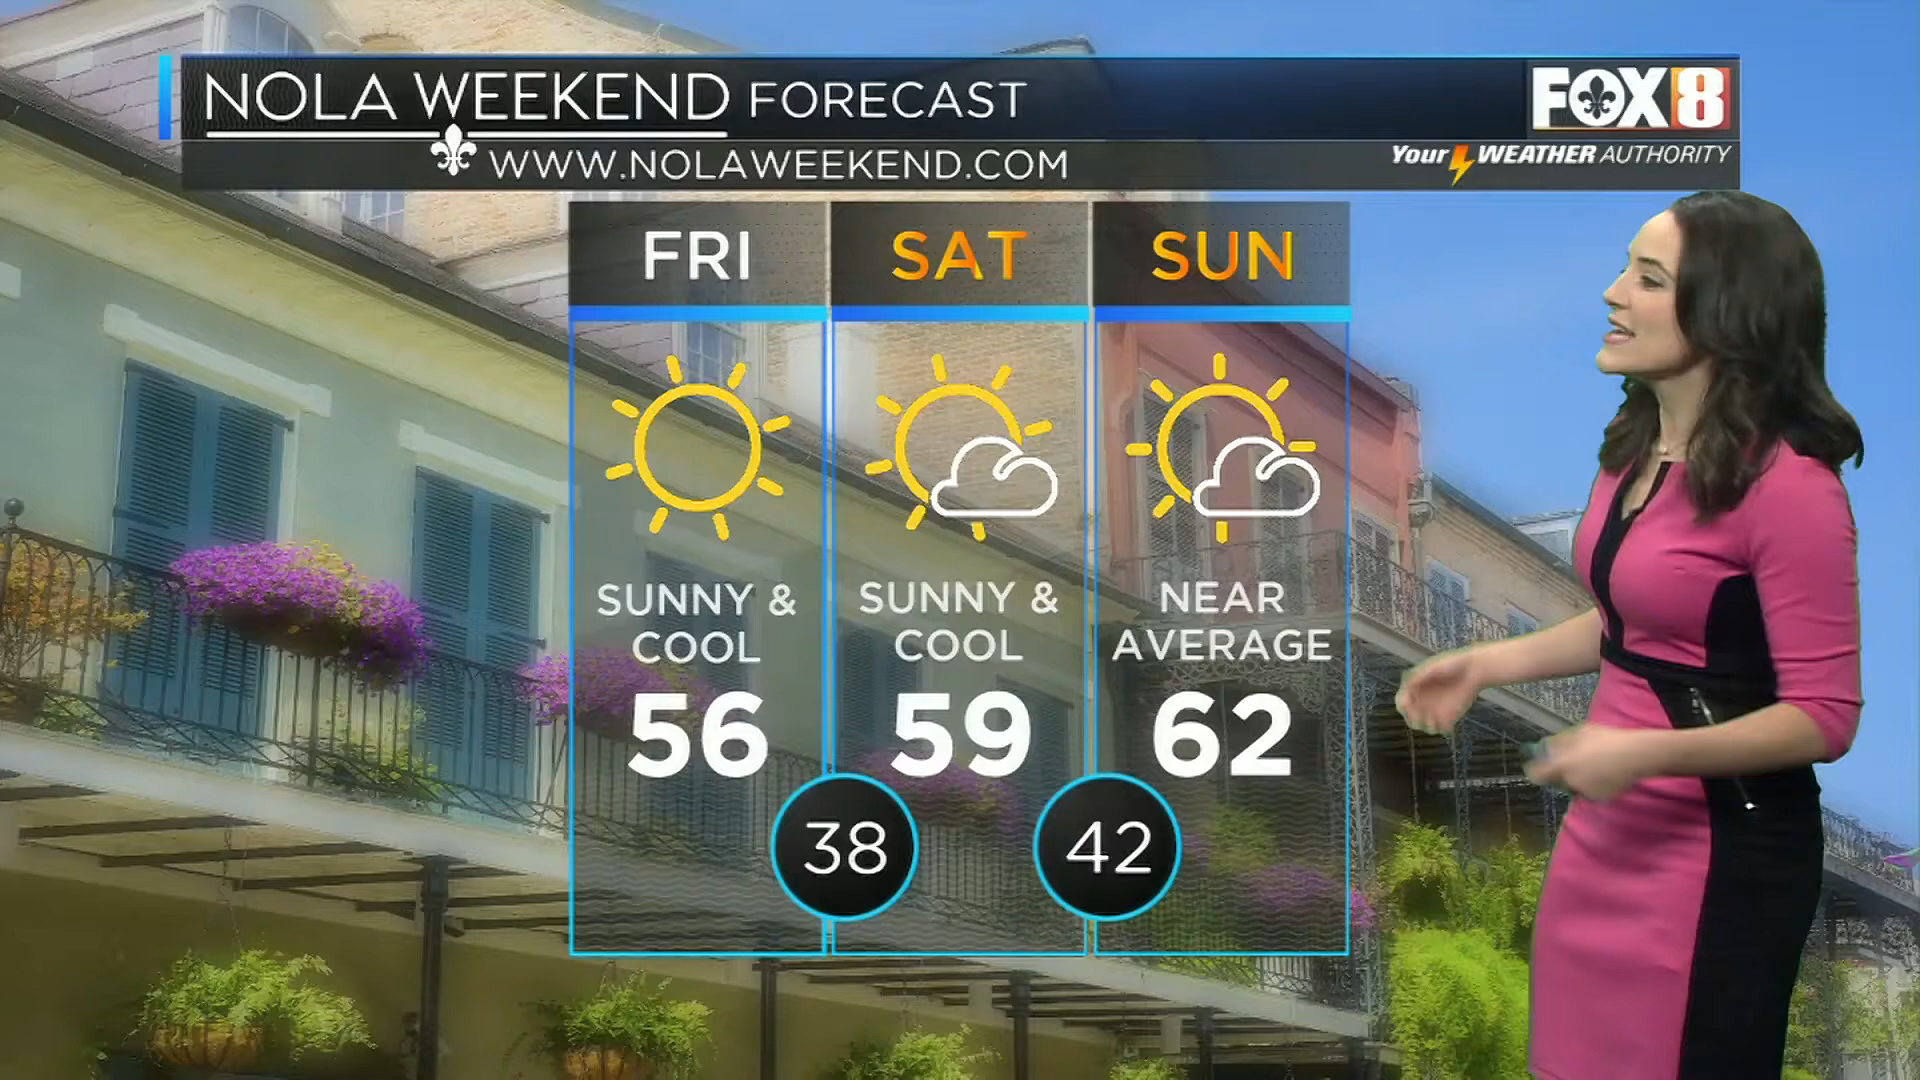 NOLA WEEKEND FORECAST
WWW.NOLAWEEKEND.COM
FOX8
Your WEATHER AUTHORITY
FRI
SUNNY &
COOL
56
38
SAT
SUNNY &
COOL
59
42
SUN
NEAR
AVERAGE
62